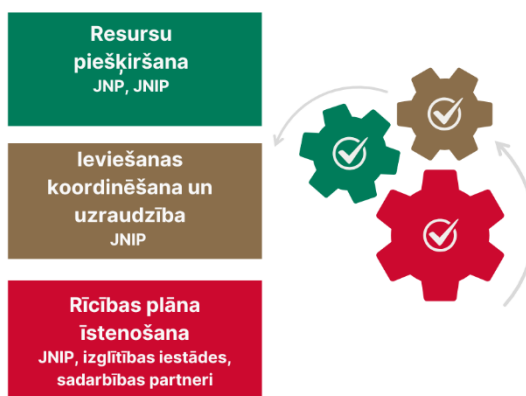 Resursu
piešķiršana
JNP, JNIP
Ieviešanas
koordinēšana un
uzraudzība
JNIP
Rīcības plāna
īstenošana
JNIP, izglītības iestādes,
sadarbības partneri